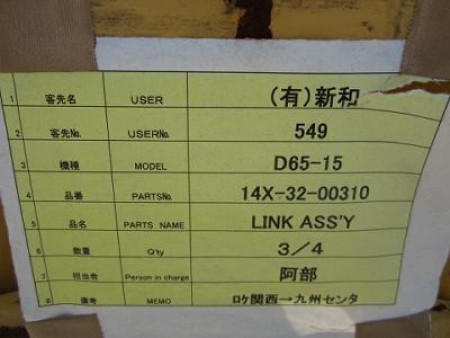 1 客先名 USER (有)新和
2 客先No. USERNo. 549
3 機種 MODEL D65-15
4 品番 PARTSNo. 14X-32-00310
5 品名 PARTS NAME LINK ASS'Y
6 数量 Q'ty 3/4
7 担当者 Person in charge 阿部
8 備考 MEMO ロケ関西→九州センタ